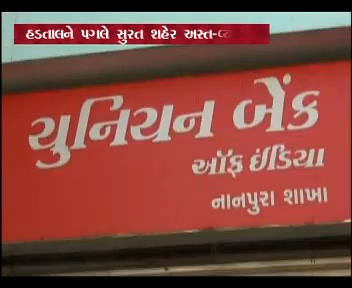 હડતાલને પગલે સુરત શહેર અસ્ત-
યુનિયન બેંક
ઑફ ઈંડિયા
નાનપુરા શાખા